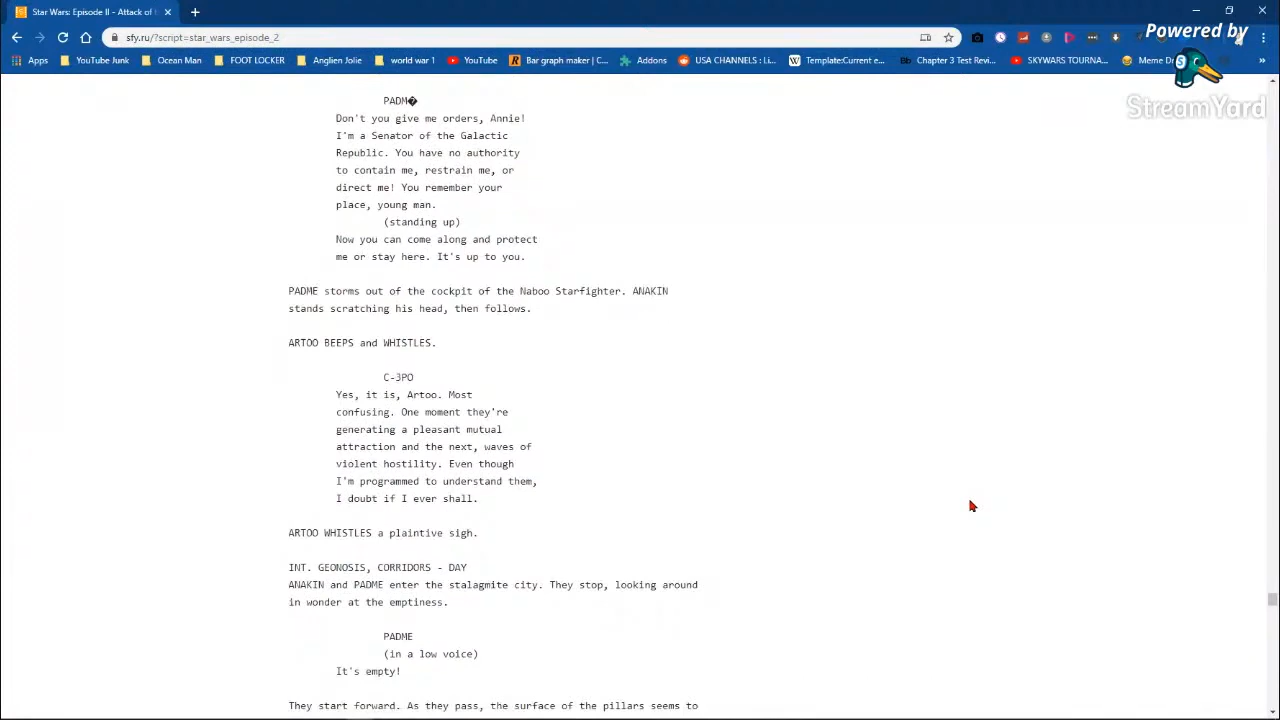 Star Wars: Episode II - Attack of
Powered by
sfy.ru/?script=star_wars_episode_2
Apps YouTube Junk Ocean Man FOOT LOCKER Anglien Jolie world war 1 YouTube Bar graph maker | C... Addons USA CHANNELS : Li... Template:Current e... Chapter 3 Test Revi... SKYWARS TOURNA... Meme
StreamYard
PADM�
Don't you give me orders, Annie!
I'm a Senator of the Galactic
Republic. You have no authority
to contain me, restrain me, or
direct me! You remember your
place, young man.
(standing up)
Now you can come along and protect
me or stay here. It's up to you.
PADME storms out of the cockpit of the Naboo Starfighter. ANAKIN
stands scratching his head, then follows.
ARTOO BEEPS and WHISTLES.
C-3PO
Yes, it is, Artoo. Most
confusing. One moment they're
generating a pleasant mutual
attraction and the next, waves of
violent hostility. Even though
I'm programmed to understand them,
I doubt if I ever shall.
ARTOO WHISTLES a plaintive sigh.
INT. GEONOSIS, CORRIDORS - DAY
ANAKIN and PADME enter the stalagmite city. They stop, looking around
in wonder at the emptiness.
PADME
(in a low voice)
It's empty!
They start forward. As they pass, the surface of the pillars seems to